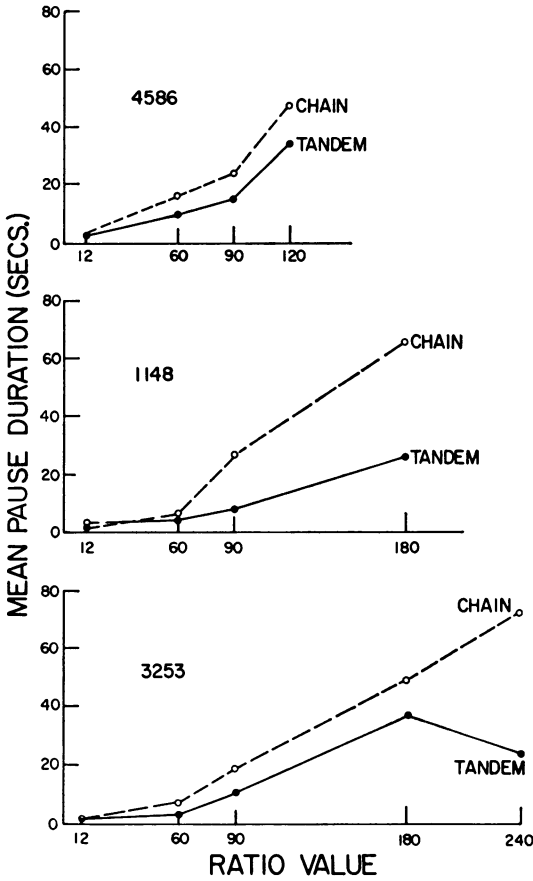 80
60
40
20
0
4586
CHAIN
TANDEM
12 60 90 120
MEAN PAUSE DURATION (SECS.)
80
60
40
20
0
1148
CHAIN
TANDEM
12 60 90 180
80
60
40
20
0
3253
CHAIN
TANDEM
12 60 90 180 240
RATIO VALUE